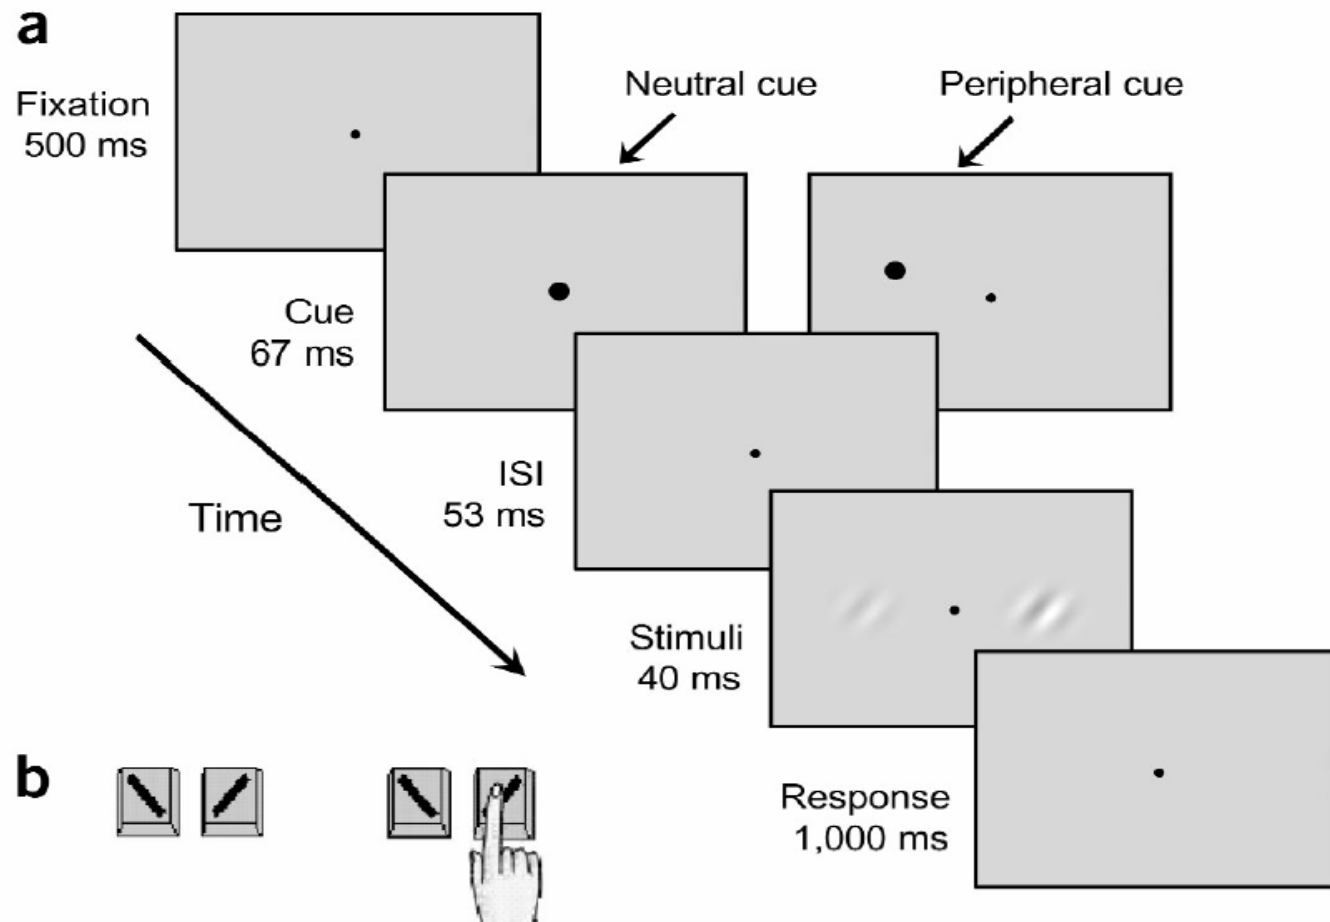 a
Fixation
500 ms
Neutral cue
Peripheral cue
Cue
67 ms
ISI
53 ms
Time
Stimuli
40 ms
b
Response
1,000 ms